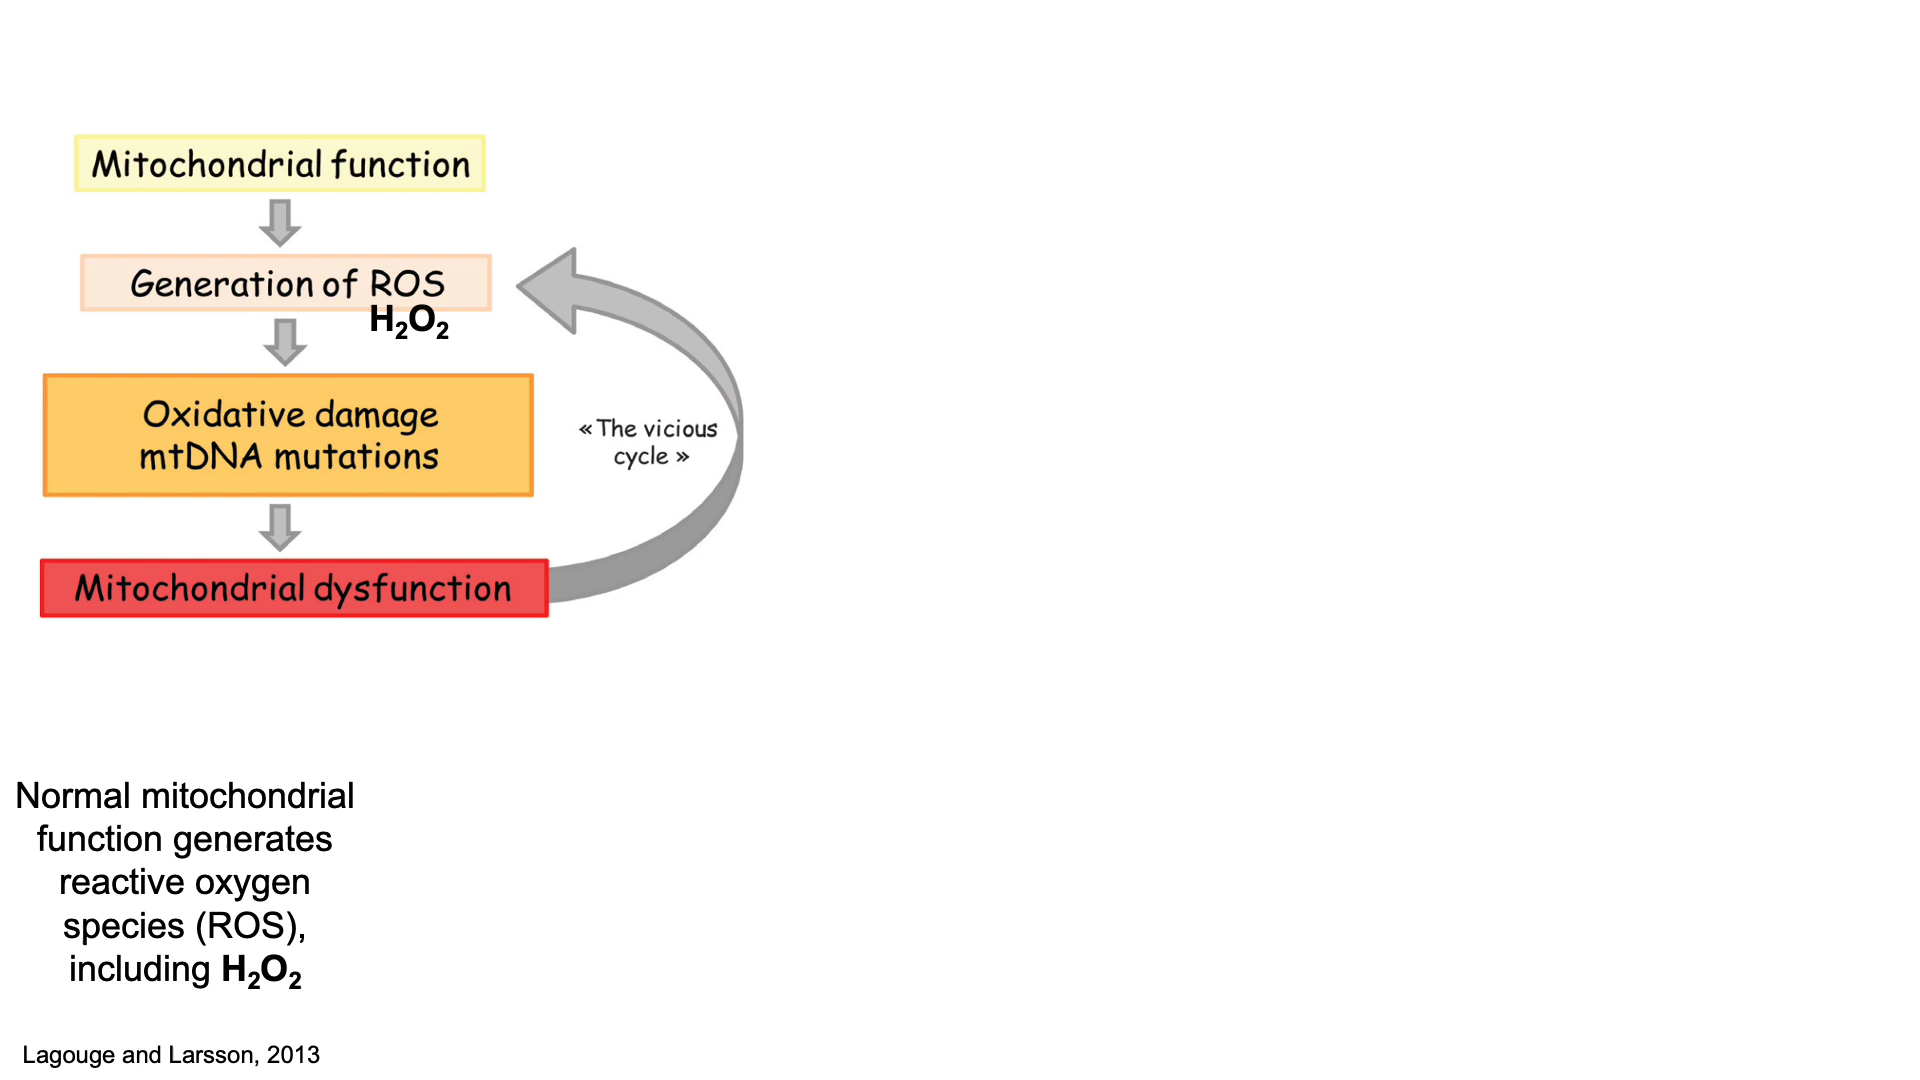 Mitochondrial function
Generation of ROS
H₂O₂
Oxidative damage
mtDNA mutations
« The vicious
cycle »
Mitochondrial dysfunction
Normal mitochondrial
function generates
reactive oxygen
species (ROS),
including H₂O₂
Lagouge and Larsson, 2013